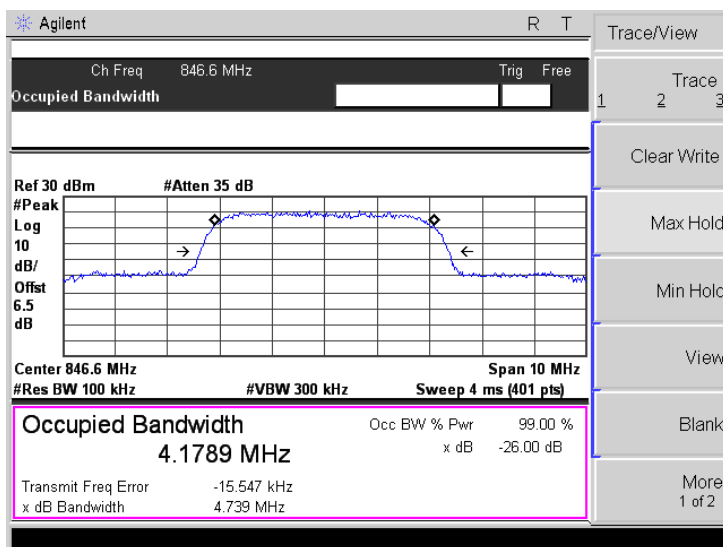 Agilent R T
Trace/View
Ch Freq 846.6 MHz Trig Free
Occupied Bandwidth
Trace
1 2 3
Clear Write
Max Hold
Min Hold
View
Blank
More
1 of 2
Ref 30 dBm #Atten 35 dB
#Peak
Log
10
dB/
Offst
6.5
dB
Center 846.6 MHz Span 10 MHz
#Res BW 100 kHz #VBW 300 kHz Sweep 4 ms (401 pts)
Occupied Bandwidth Occ BW % Pwr 99.00 %
4.1789 MHz x dB -26.00 dB
Transmit Freq Error -15.547 kHz
x dB Bandwidth 4.739 MHz